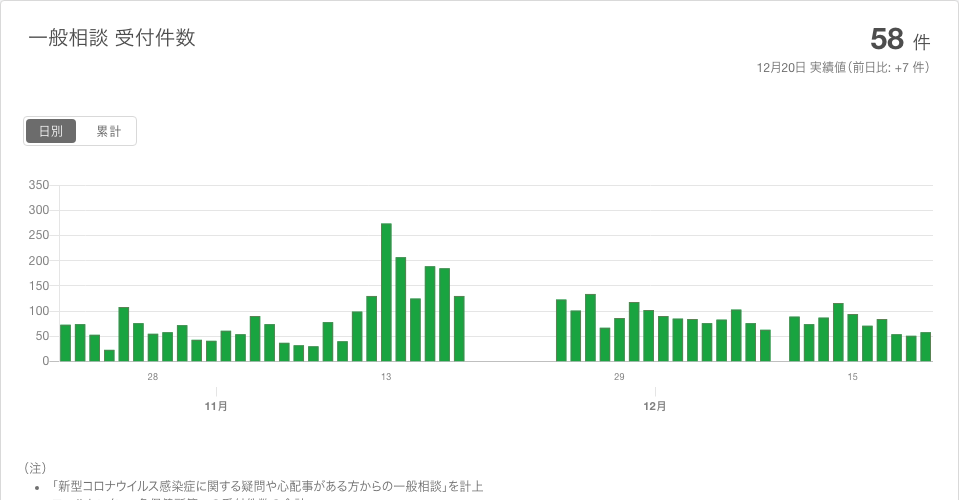 一般相談 受付件数
58 件
12月20日 実績値（前日比: +7 件）
日別 累計
350
300
250
200
150
100
50
0
28 13 29 15
11月 12月
（注）
• 「新型コロナウイルス感染症に関する疑問や心配事がある方からの一般相談」を計上